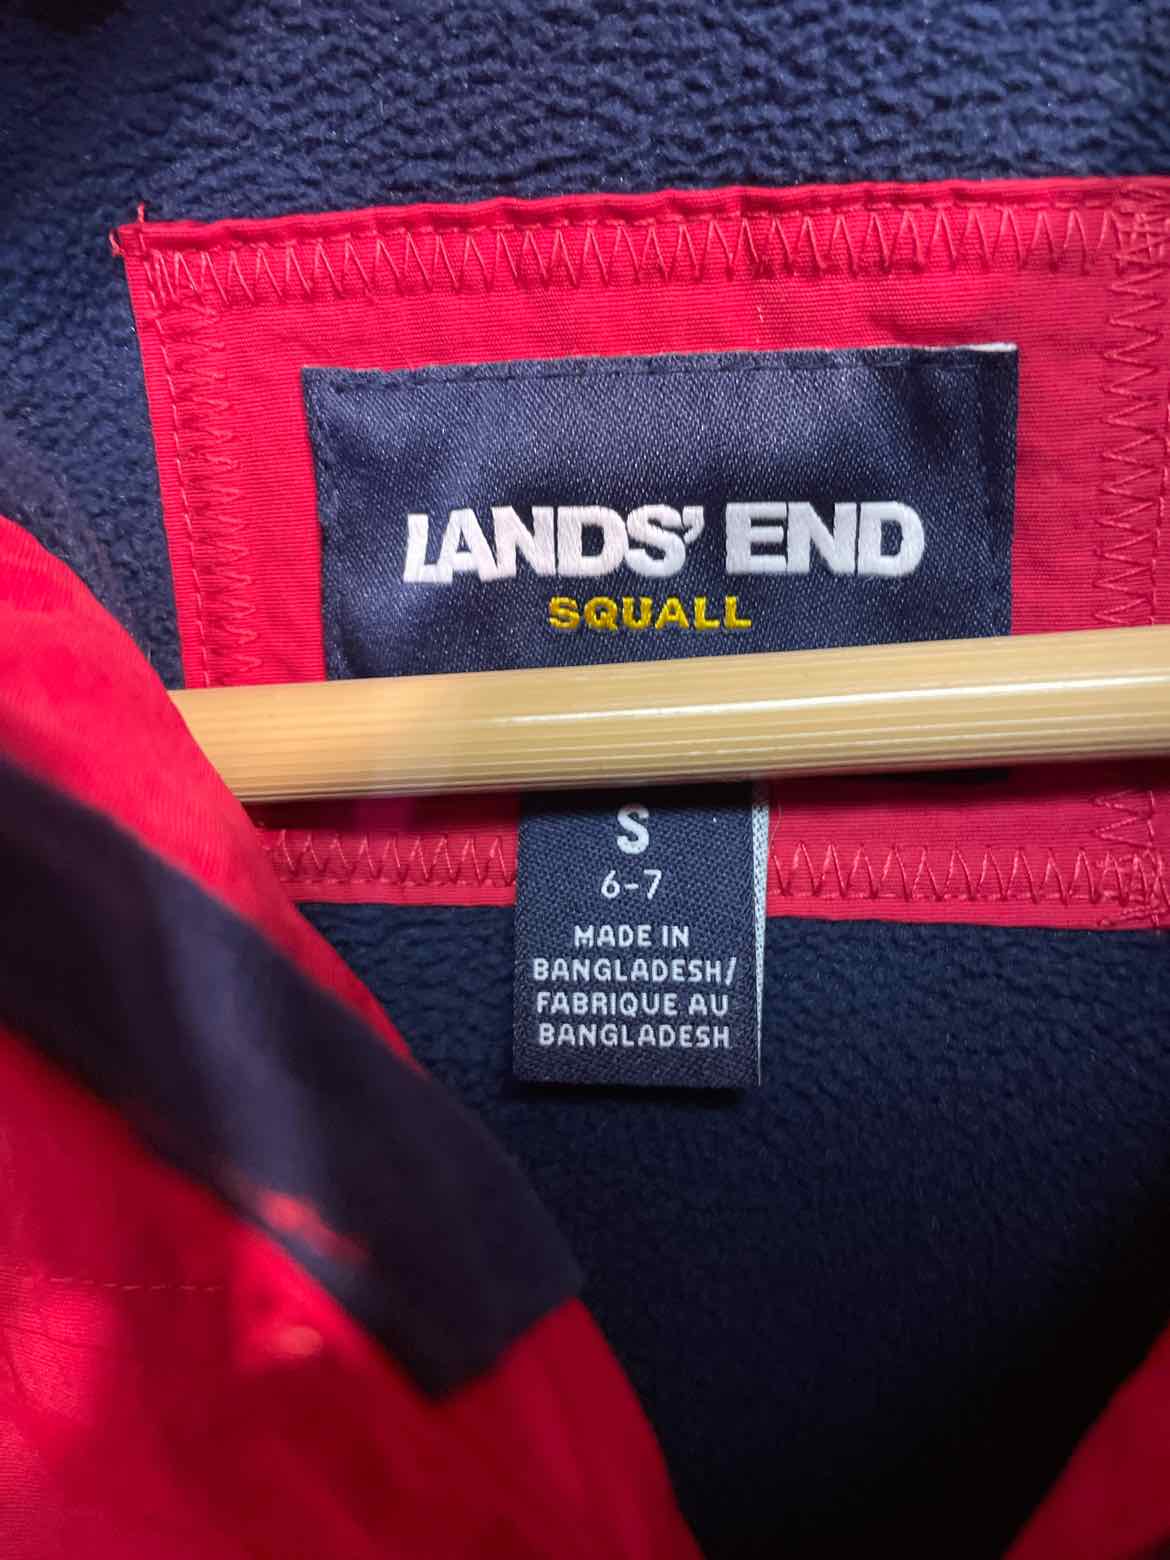 LANDS' END
SQUALL
S
6-7
MADE IN
BANGLADESH/
FABRIQUE AU
BANGLADESH